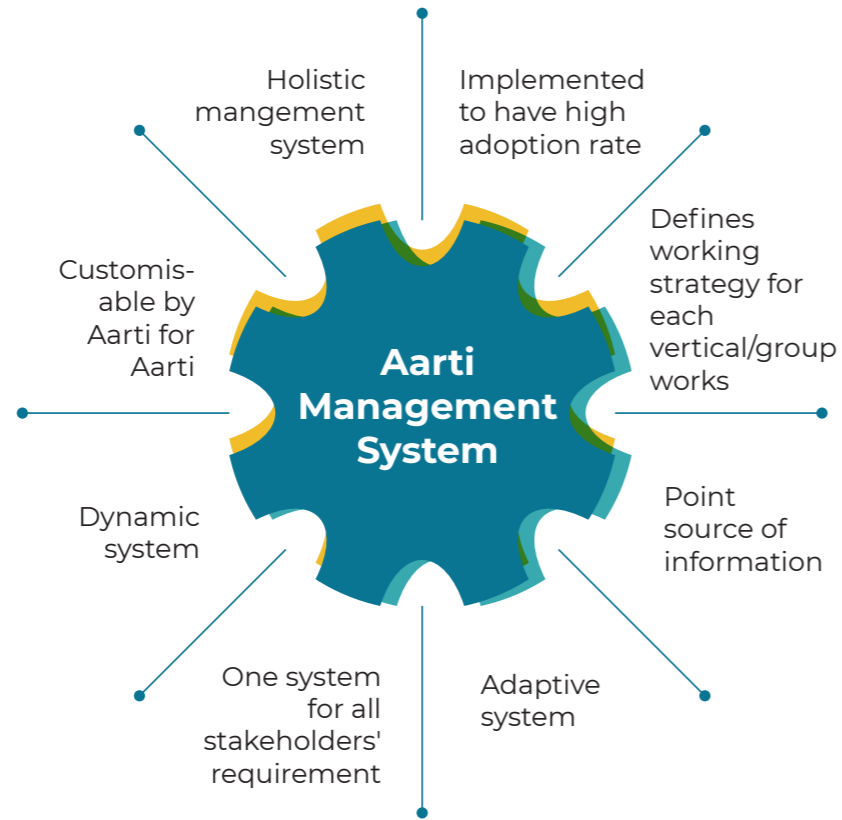 Holistic
mangement
system
Implemented
to have high
adoption rate
Defines
working
strategy for
each
vertical/group
works
Customis-
able by
Aarti for
Aarti
Aarti
Management
System
Point
source of
information
Dynamic
system
One system
for all
stakeholders'
requirement
Adaptive
system